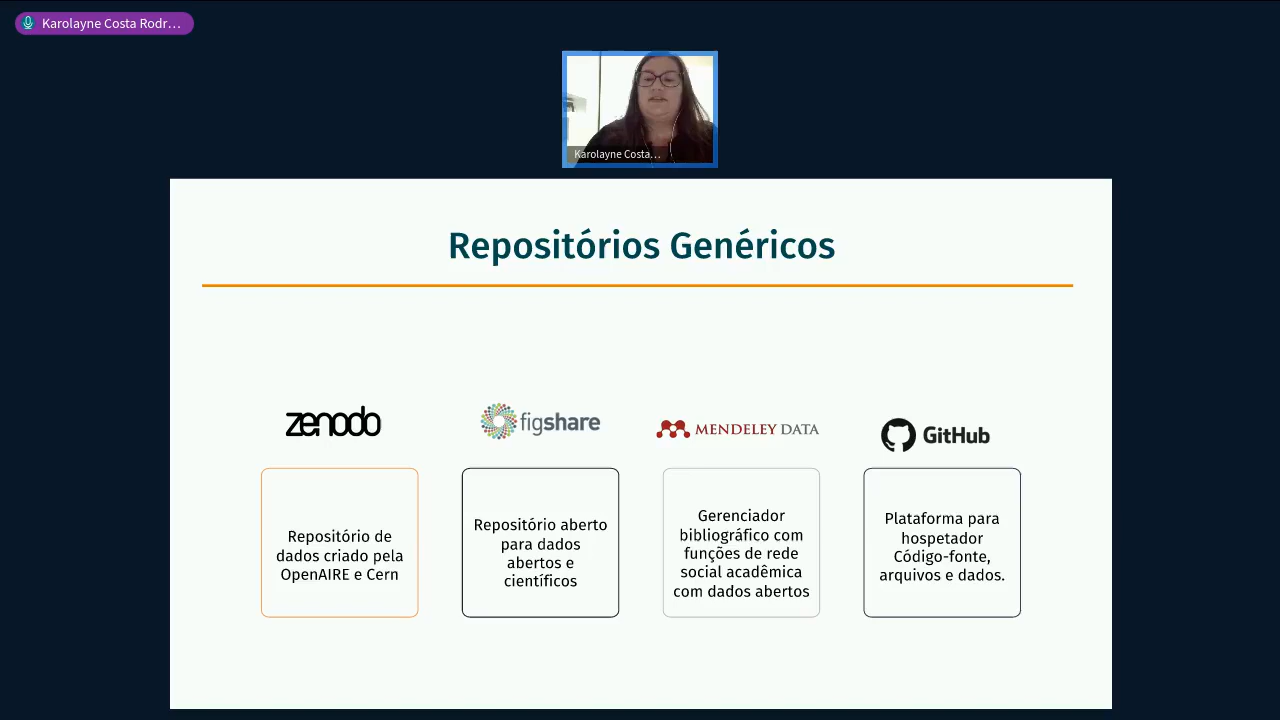 Karolayne Costa Rodr…
Karolayne Costa…
Repositórios Genéricos
zenodo
figshare
MENDELEY DATA
GitHub
Repositório de
dados criado pela
OpenAIRE e Cern
Repositório aberto
para dados
abertos e
científicos
Gerenciador
bibliográfico com
funções de rede
social acadêmica
com dados abertos
Plataforma para
hospetador
Código-fonte,
arquivos e dados.